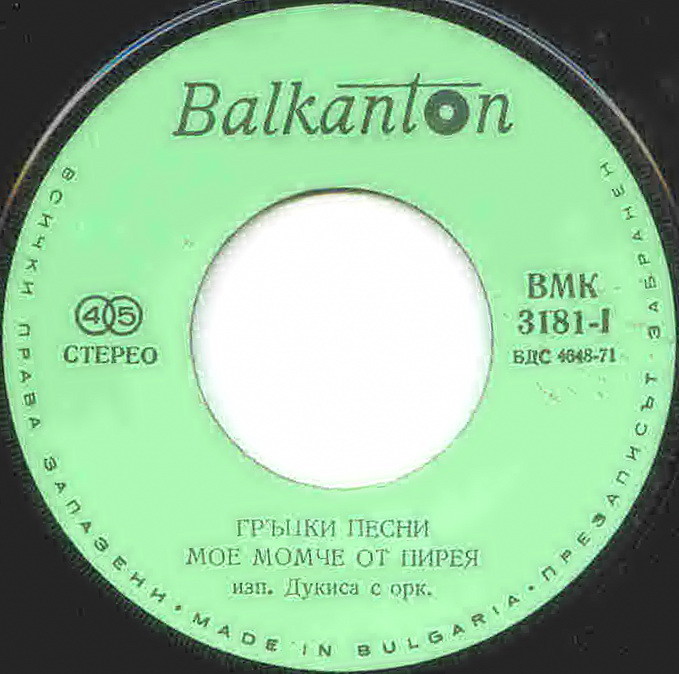 Balkanton
ВМК
3181-I
БДС 4648-71
45
СТЕРЕО
ГРЪЦКИ ПЕСНИ
МОЕ МОМЧЕ ОТ ПИРЕЯ
изп. Дукиса с орк.
ВСИЧКИ ПРАВА ЗАПАЗЕНИ • MADE IN BULGARIA • ПРЕЗАПИСЪТ ЗАБРАНЕН